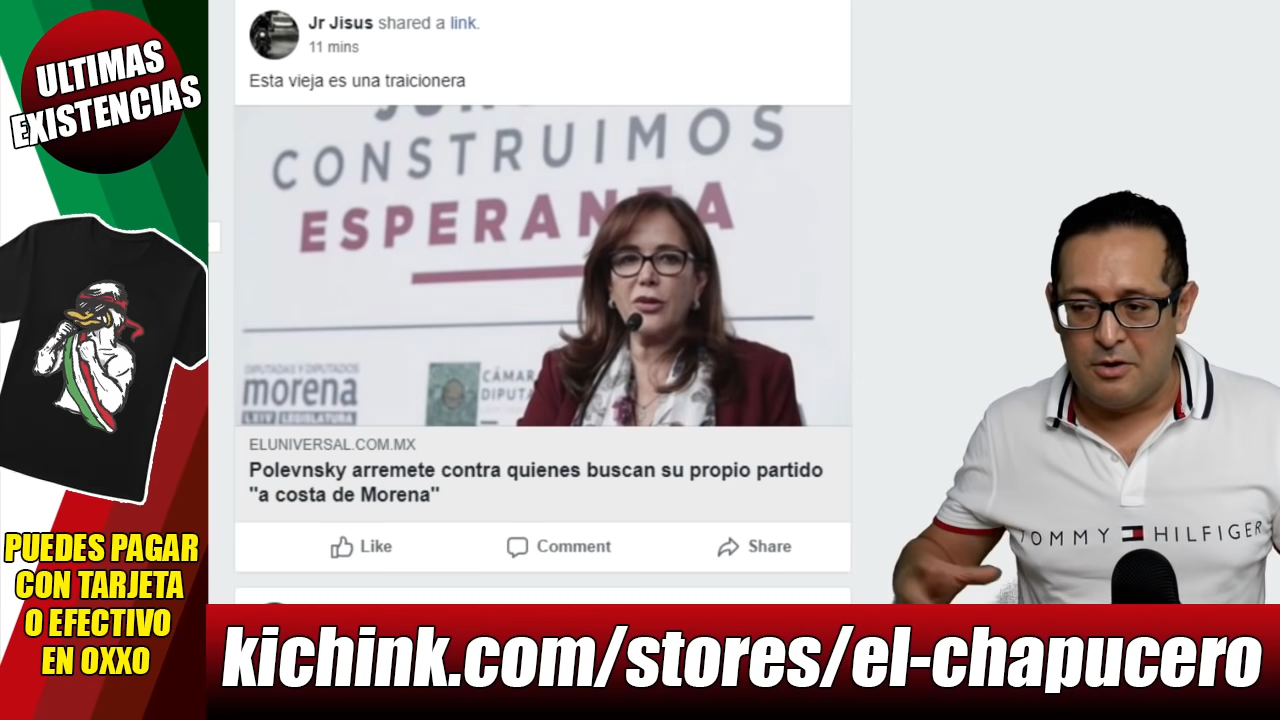 ULTIMAS
EXISTENCIAS
PUEDES PAGAR
CON TARJETA
O EFECTIVO
EN OXXO
Jr Jisus shared a link.
11 mins
Esta vieja es una traicionera
CONSTRUIMOS
ESPERANZA
DIPUTADAS Y DIPUTADOS
morena
LXIV LEGISLATURA
CÁMAR
DIPUTA
ELUNIVERSAL.COM.MX
Polevnsky arremete contra quienes buscan su propio partido
"a costa de Morena"
Like
Comment
Share
TOMMY HILFIGER
kichink.com/stores/el-chapucero